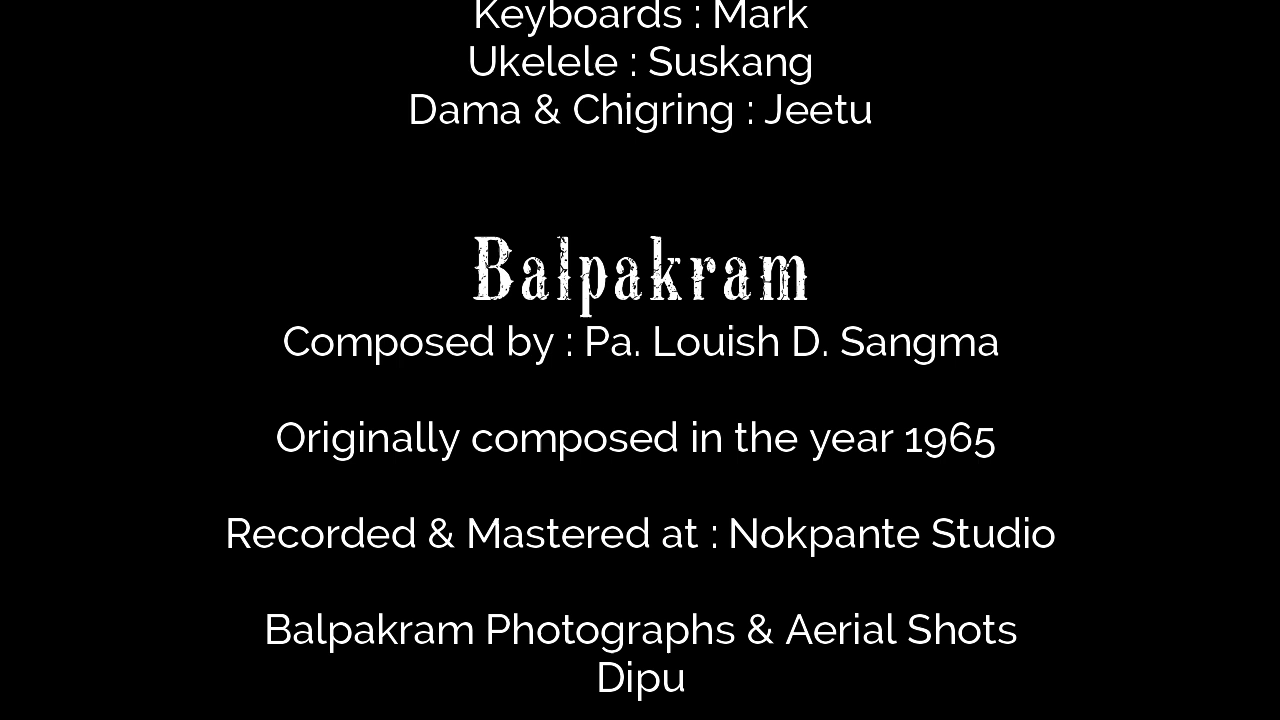 Keyboards : Mark
Ukelele : Suskang
Dama & Chigring : Jeetu
Balpakram
Composed by : Pa. Louish D. Sangma
Originally composed in the year 1965
Recorded & Mastered at : Nokpante Studio
Balpakram Photographs & Aerial Shots
Dipu